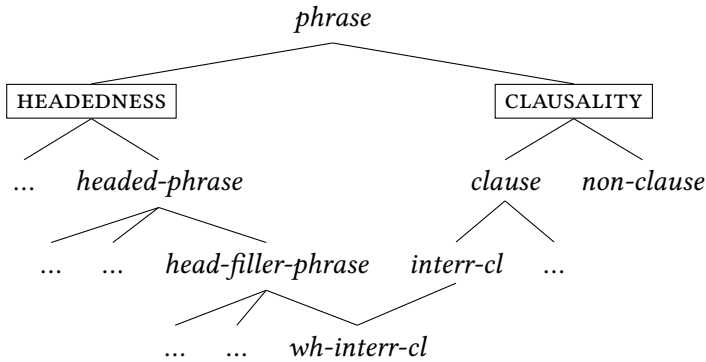 phrase
HEADEDNESS CLAUSALITY
... headed-phrase clause non-clause
... ... head-filler-phrase interr-cl ...
... ... wh-interr-cl